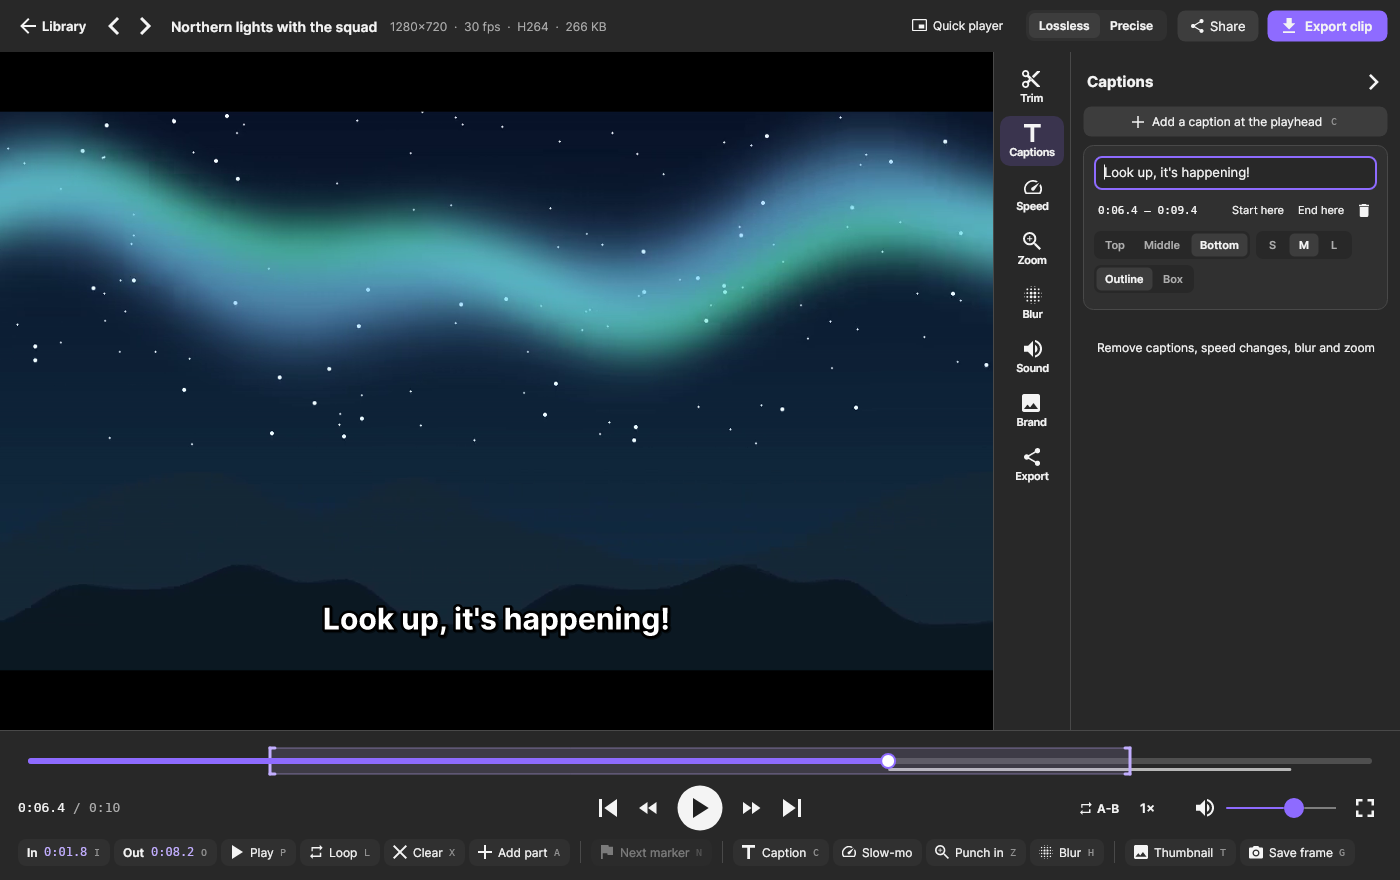 Library
Northern lights with the squad 1280×720 · 30 fps · H264 · 266 KB
Quick player
Lossless Precise
Share
Export clip
Trim
Captions
Speed
Zoom
Blur
Sound
Brand
Export
Captions
Add a caption at the playhead C
Look up, it's happening!
0:06.4 – 0:09.4 Start here End here
Top Middle Bottom S M L
Outline Box
Remove captions, speed changes, blur and zoom
Look up, it's happening!
0:06.4 / 0:10
A-B 1×
In 0:01.8 I Out 0:08.2 O Play P Loop L Clear X Add part A Next marker N Caption C Slow-mo Punch in Z Blur H Thumbnail T Save frame G